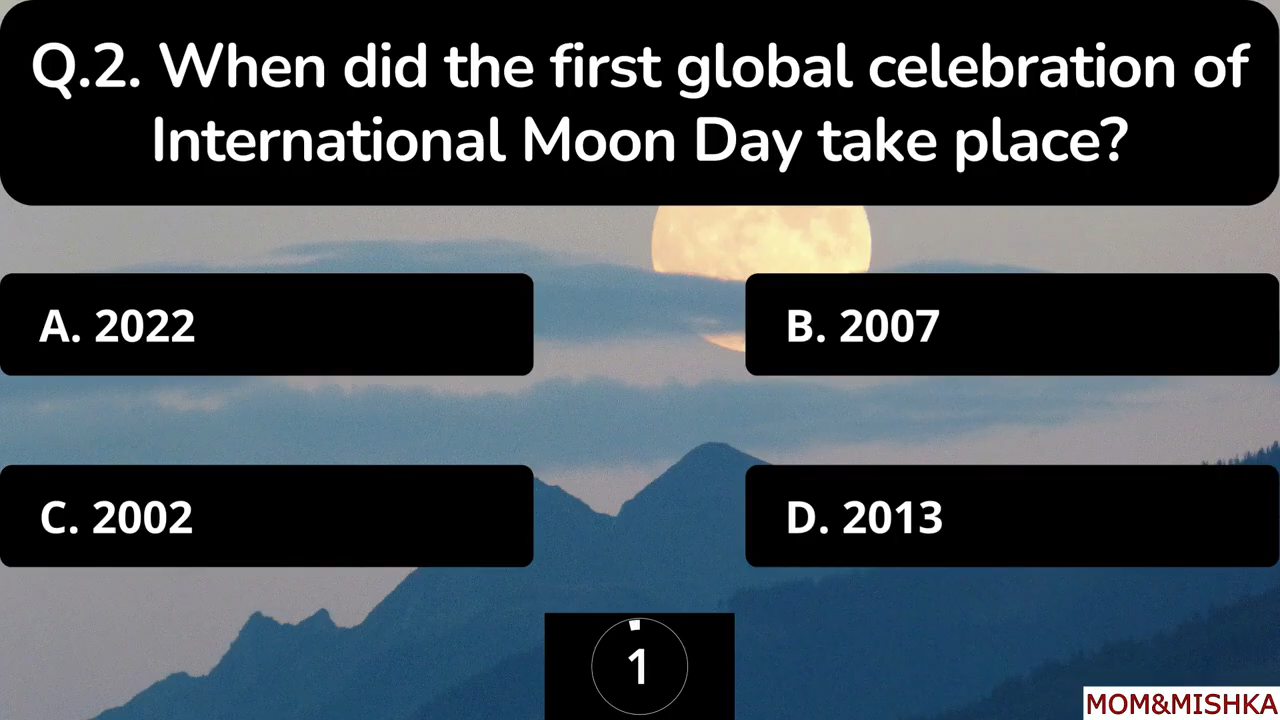 Q.2. When did the first global celebration of
International Moon Day take place?
A. 2022
B. 2007
C. 2002
D. 2013
1
MOM&MISHKA